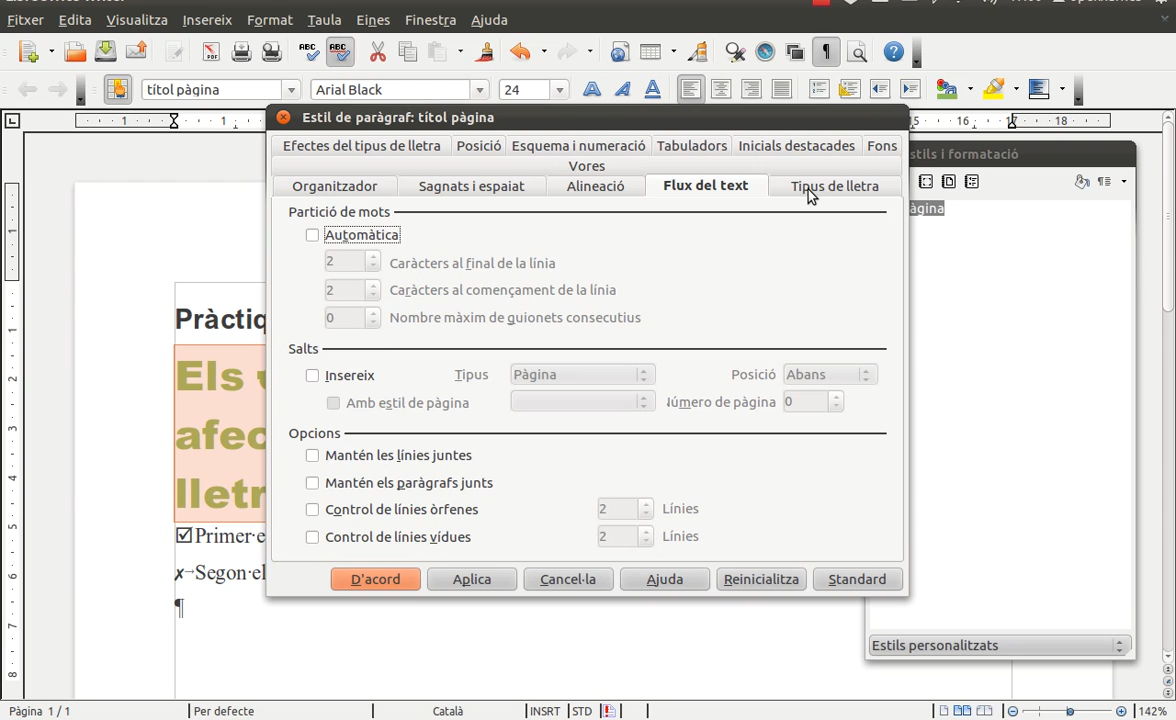 Fitxer Edita Visualitza Insereix Format Taula Eines Finestra Ajuda
títol pàgina Arial Black 24
Estil de paràgraf: títol pàgina
Efectes del tipus de lletra Posició Esquema i numeració Tabuladors Inicials destacades Fons
Vores
Organitzador Sagnats i espaiat Alineació Flux del text Tipus de lletra
Partició de mots
Automàtica
2 Caràcters al final de la línia
2 Caràcters al començament de la línia
0 Nombre màxim de guionets consecutius
Salts
Insereix Tipus Pàgina Posició Abans
Amb estil de pàgina Número de pàgina 0
Opcions
Mantén les línies juntes
Mantén els paràgrafs junts
Control de línies òrfenes 2 Línies
Control de línies vídues 2 Línies
D'acord Aplica Cancel·la Ajuda Reinicialitza Standard
stils i formatació
àgina
Estils personalitzats
Pràctiq
Els
afec
lletr
Primer·e
Segon·el
¶
Pàgina 1 / 1 Per defecte Català INSRT STD 142%